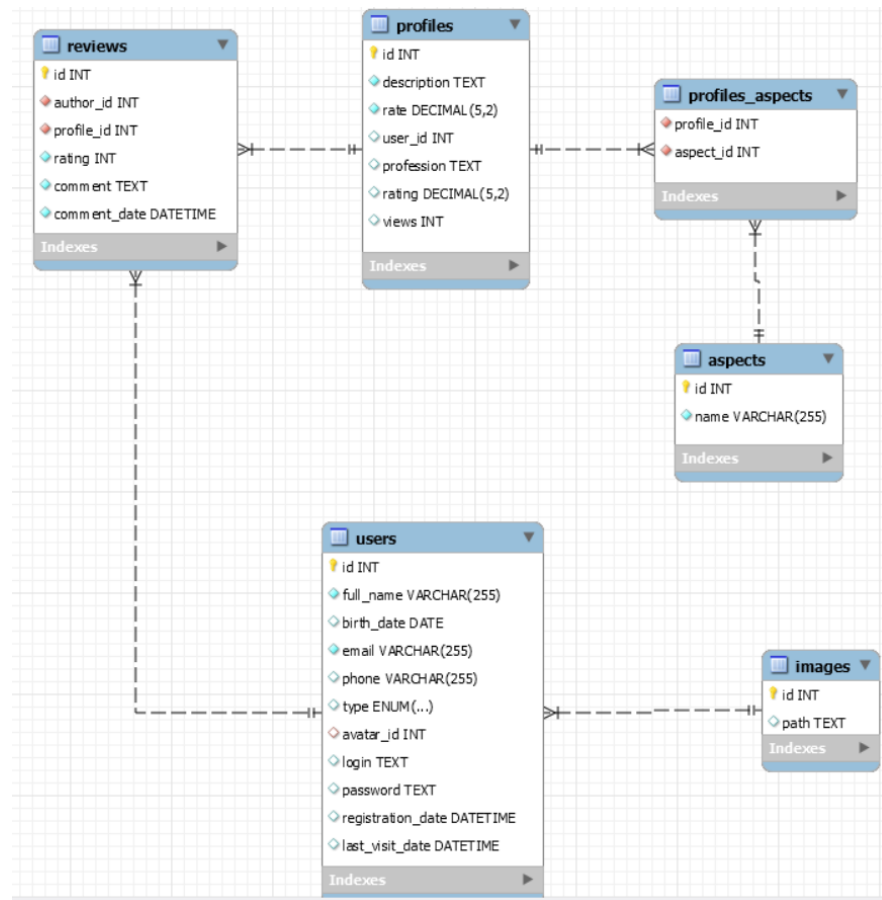 reviews
id INT
author_id INT
profile_id INT
rating INT
comment TEXT
comment_date DATETIME
Indexes
profiles
id INT
description TEXT
rate DECIMAL(5,2)
user_id INT
profession TEXT
rating DECIMAL(5,2)
views INT
Indexes
profiles_aspects
profile_id INT
aspect_id INT
Indexes
aspects
id INT
name VARCHAR(255)
Indexes
users
id INT
full_name VARCHAR(255)
birth_date DATE
email VARCHAR(255)
phone VARCHAR(255)
type ENUM(...)
avatar_id INT
login TEXT
password TEXT
registration_date DATETIME
last_visit_date DATETIME
Indexes
images
id INT
path TEXT
Indexes